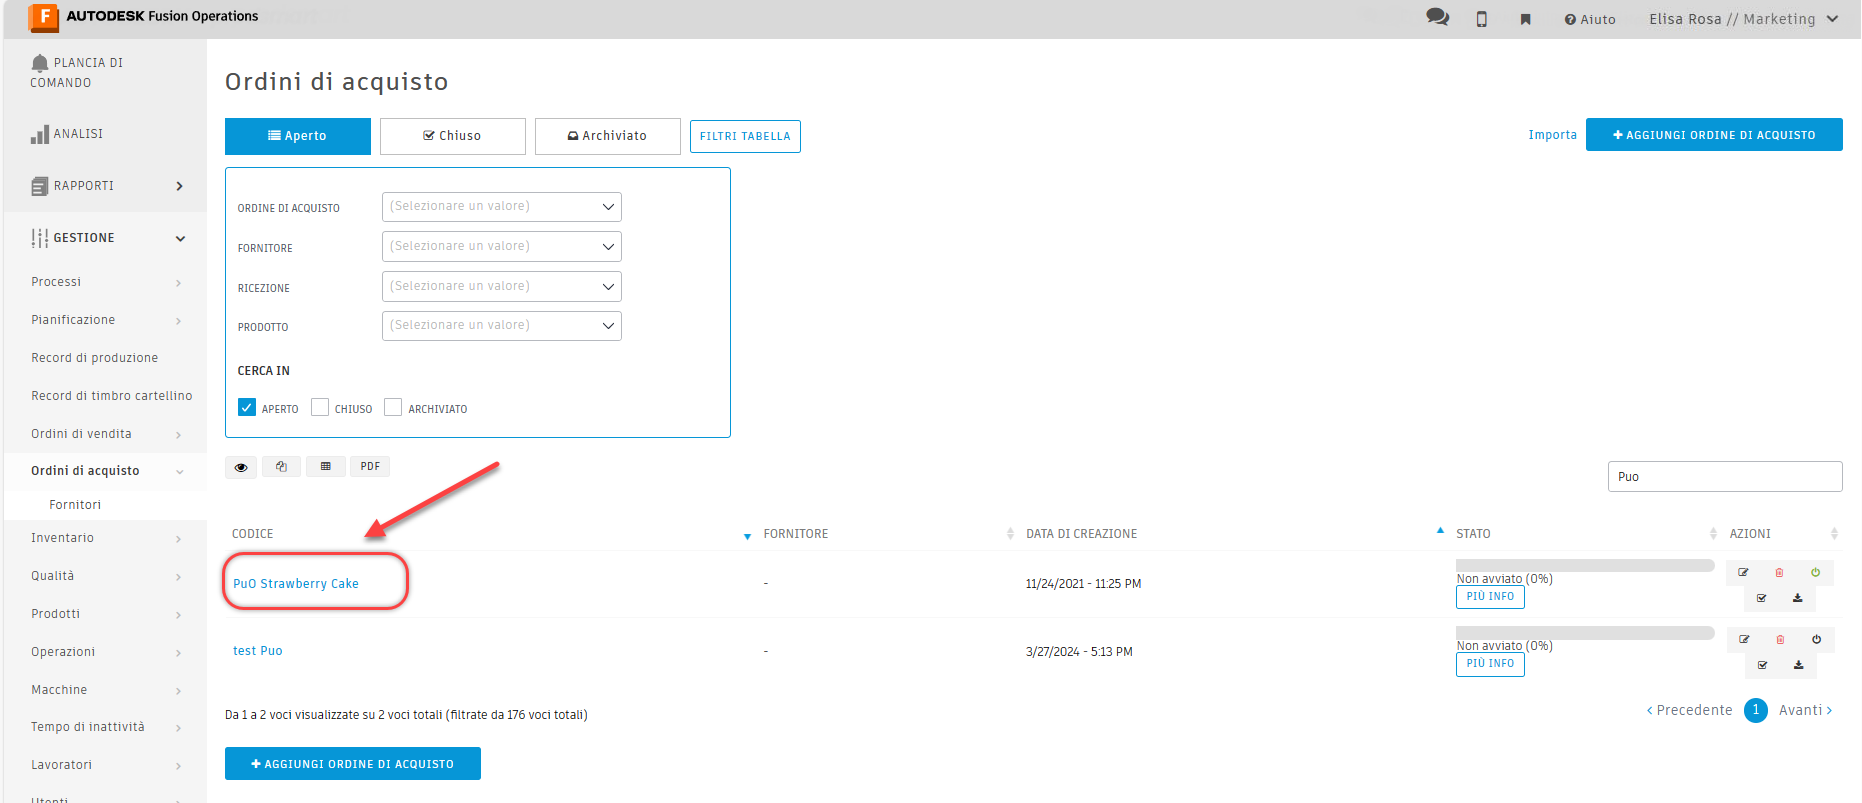 AUTODESK Fusion Operations
Aiuto
Elisa Rosa // Marketing
PLANCIA DI
COMANDO
ANALISI
RAPPORTI
GESTIONE
Processi
Pianificazione
Record di produzione
Record di timbro cartellino
Ordini di vendita
Ordini di acquisto
Fornitori
Inventario
Qualità
Prodotti
Operazioni
Macchine
Tempo di inattività
Lavoratori
Utenti
Ordini di acquisto
Aperto
Chiuso
Archiviato
FILTRI TABELLA
Importa
+ AGGIUNGI ORDINE DI ACQUISTO
ORDINE DI ACQUISTO (Selezionare un valore)
FORNITORE (Selezionare un valore)
RICEZIONE (Selezionare un valore)
PRODOTTO (Selezionare un valore)
CERCA IN
APERTO CHIUSO ARCHIVIATO
PDF
Puo
CODICE FORNITORE DATA DI CREAZIONE STATO AZIONI
PuO Strawberry Cake - 11/24/2021 - 11:25 PM Non avviato (0%)
PIÙ INFO
test Puo - 3/27/2024 - 5:13 PM Non avviato (0%)
PIÙ INFO
Da 1 a 2 voci visualizzate su 2 voci totali (filtrate da 176 voci totali)
‹ Precedente 1 Avanti ›
+ AGGIUNGI ORDINE DI ACQUISTO